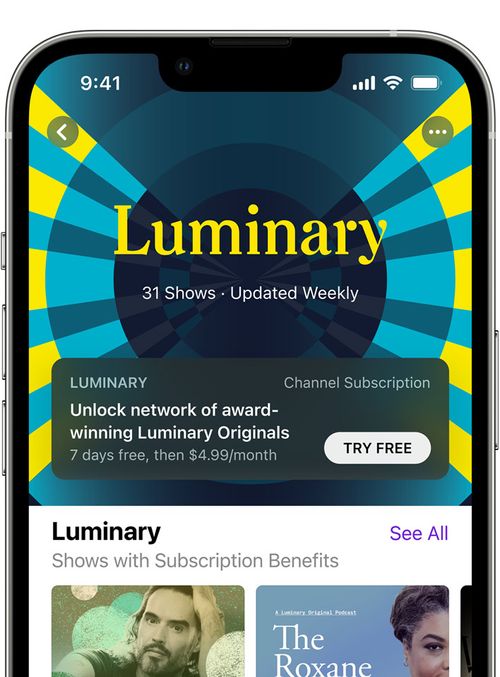 9:41
Luminary
31 Shows · Updated Weekly
LUMINARY
Channel Subscription
Unlock network of award-
winning Luminary Originals
7 days free, then $4.99/month
TRY FREE
Luminary
See All
Shows with Subscription Benefits
A Luminary Original Podcast
The
Roxane